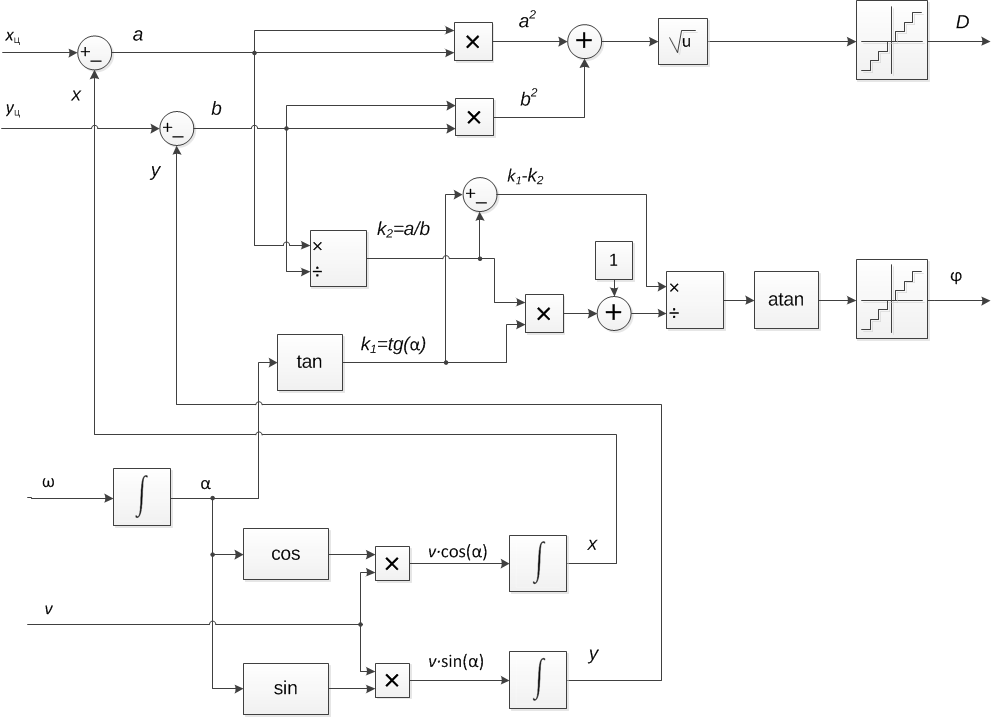 xц
+
−
a
×
a²
+
√u
D
x
yц
+
−
b
×
b²
y
+
−
k₁-k₂
k₂=a/b
×
÷
1
×
+
×
÷
atan
φ
tan
k₁=tg(α)
ω
∫
α
cos
×
v·cos(α)
∫
x
v
sin
×
v·sin(α)
∫
y